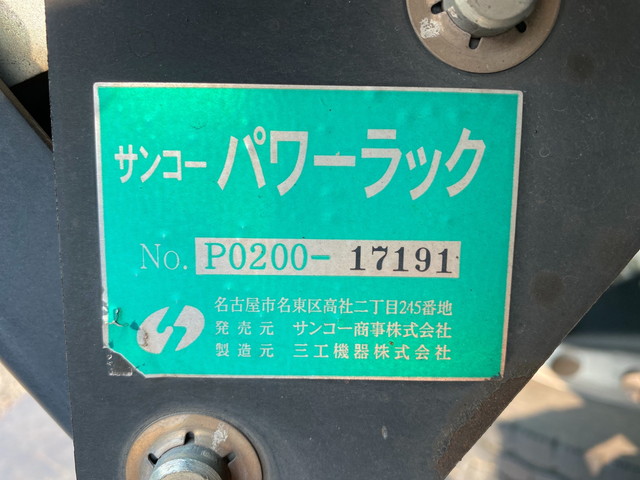 サンコー パワーラック
No. P0200- 17191
名古屋市名東区高社二丁目245番地
発売元 サンコー商事株式会社
製造元 三工機器株式会社